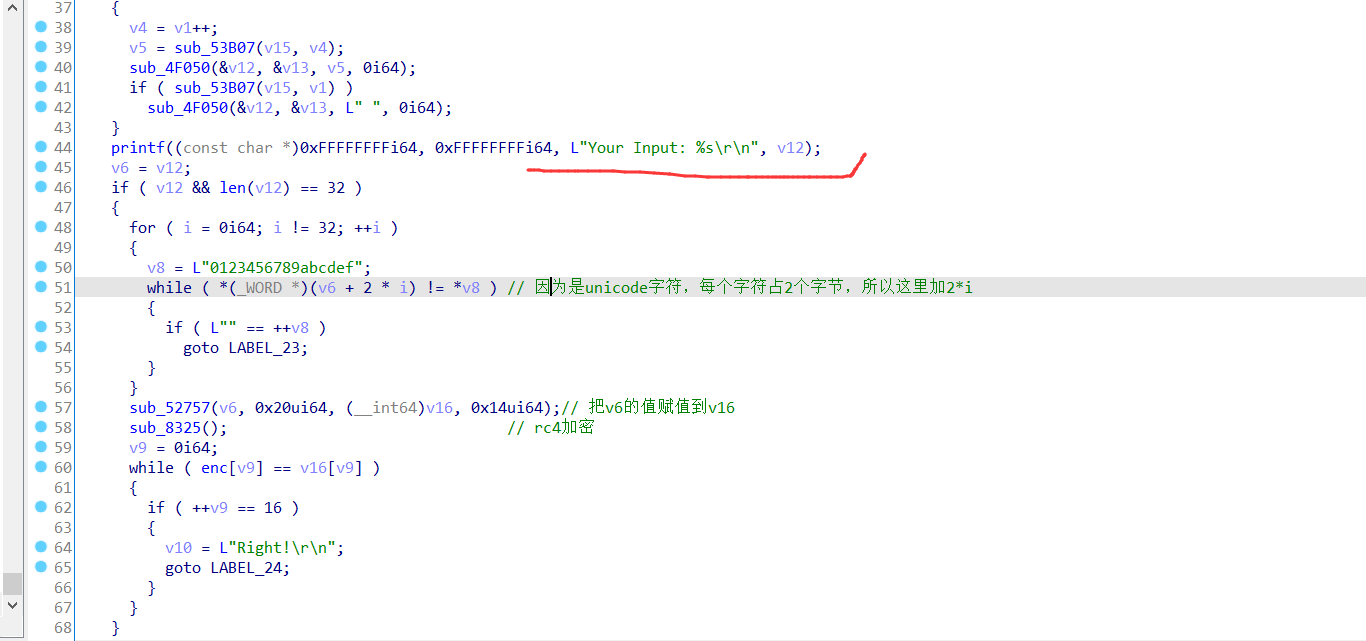 37 {
38 v4 = v1++;
39 v5 = sub_53B07(v15, v4);
40 sub_4F050(&v12, &v13, v5, 0i64);
41 if ( sub_53B07(v15, v1) )
42 sub_4F050(&v12, &v13, L" ", 0i64);
43 }
44 printf((const char *)0xFFFFFFFFi64, 0xFFFFFFFFi64, L"Your Input: %s\r\n", v12);
45 v6 = v12;
46 if ( v12 && len(v12) == 32 )
47 {
48 for ( i = 0i64; i != 32; ++i )
49 {
50 v8 = L"0123456789abcdef";
51 while ( *(_WORD *)(v6 + 2 * i) != *v8 ) // 因为是unicode字符，每个字符占2个字节，所以这里加2*i
52 {
53 if ( L"" == ++v8 )
54 goto LABEL_23;
55 }
56 }
57 sub_52757(v6, 0x20ui64, (__int64)v16, 0x14ui64);// 把v6的值赋值到v16
58 sub_8325(); // rc4加密
59 v9 = 0i64;
60 while ( enc[v9] == v16[v9] )
61 {
62 if ( ++v9 == 16 )
63 {
64 v10 = L"Right!\r\n";
65 goto LABEL_24;
66 }
67 }
68 }